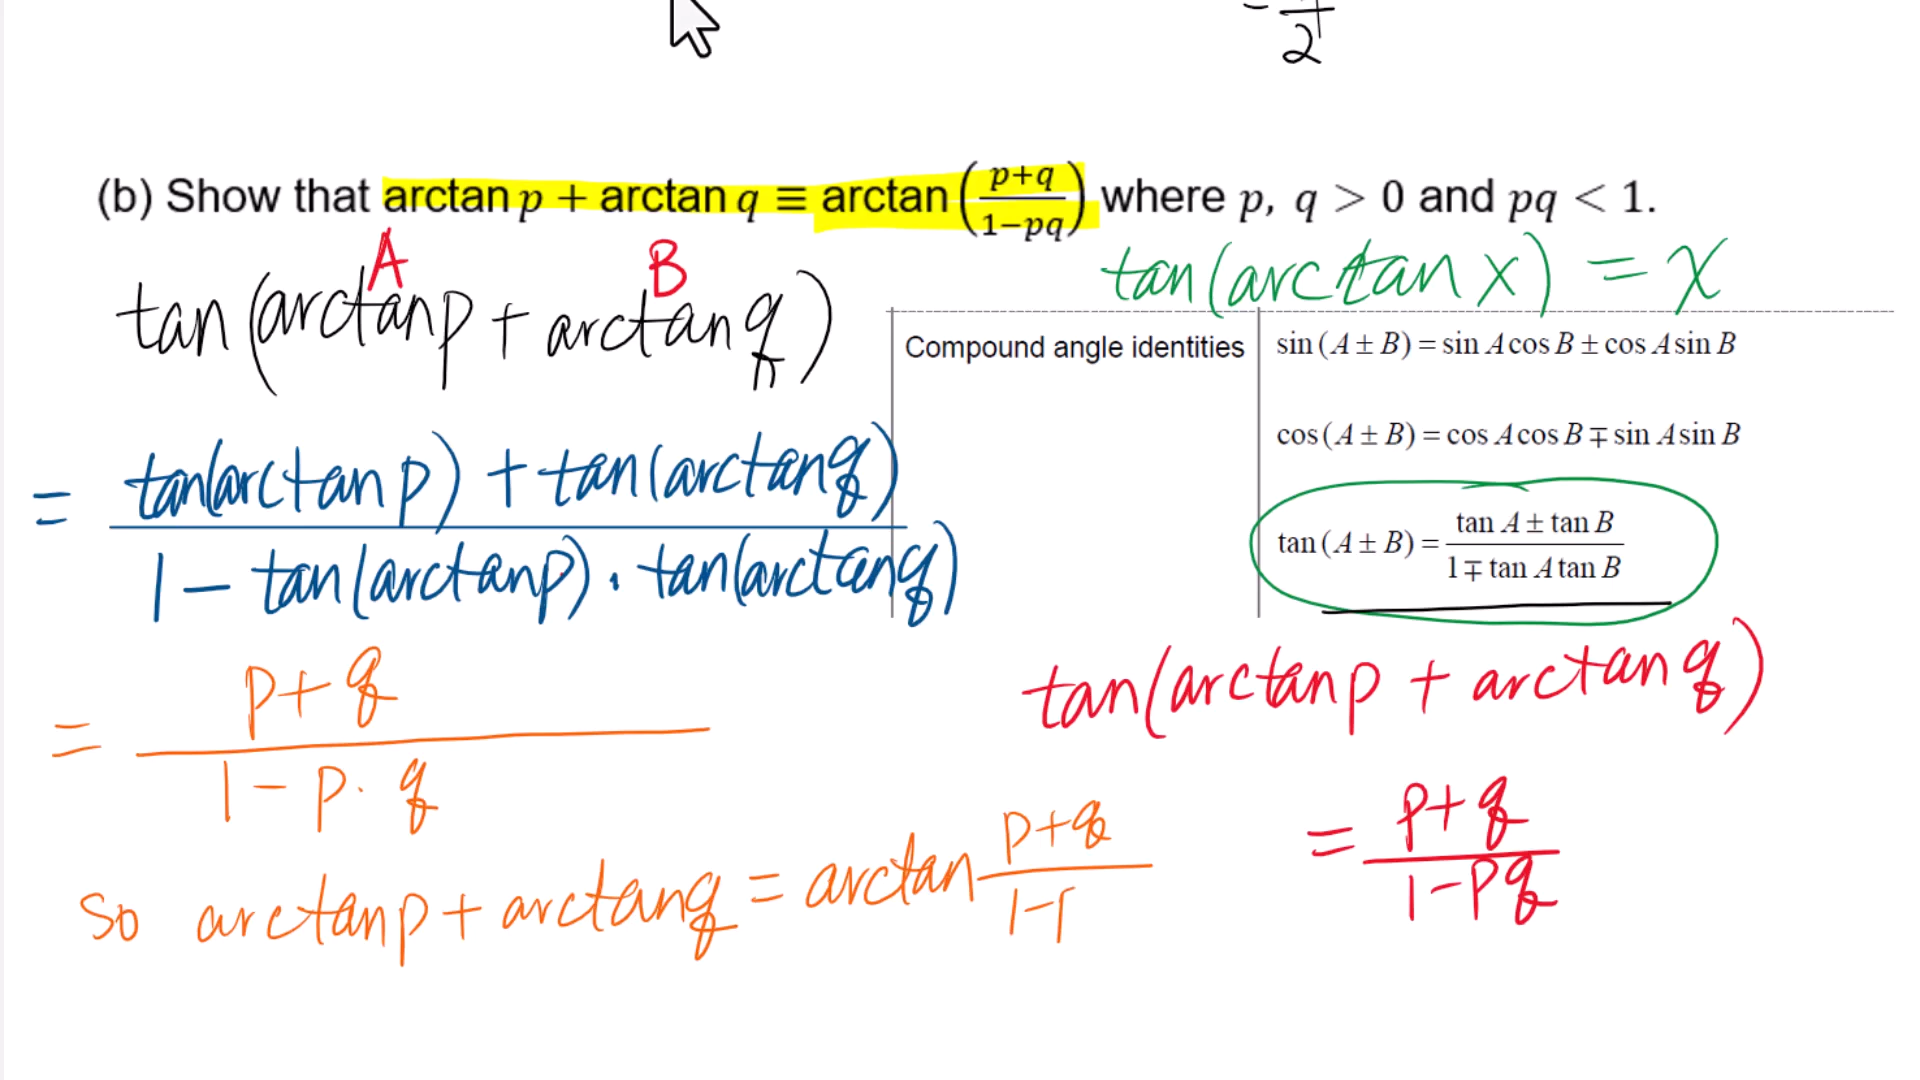 - 1/2
(b) Show that arctan p + arctan q ≡ arctan ((p+q)/(1−pq)) where p, q > 0 and pq < 1.
A B
tan(arctan p + arctan q)
tan(arctan x) = x
Compound angle identities
sin (A ± B) = sin A cos B ± cos A sin B
cos (A ± B) = cos A cos B ∓ sin A sin B
tan (A ± B) = (tan A ± tan B)/(1 ∓ tan A tan B)
= (tan(arctan p) + tan(arctan q))/(1 − tan(arctan p) · tan(arctan q))
= (p+q)/(1 − p · q)
tan(arctan p + arctan q)
= (p+q)/(1−pq)
So arctan p + arctan q = arctan (p+q)/(1−